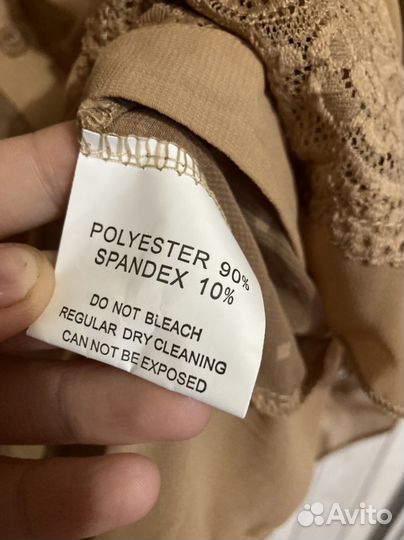 POLYESTER 90%
SPANDEX 10%
DO NOT BLEACH
REGULAR DRY CLEANING
CAN NOT BE EXPOSED
Avito